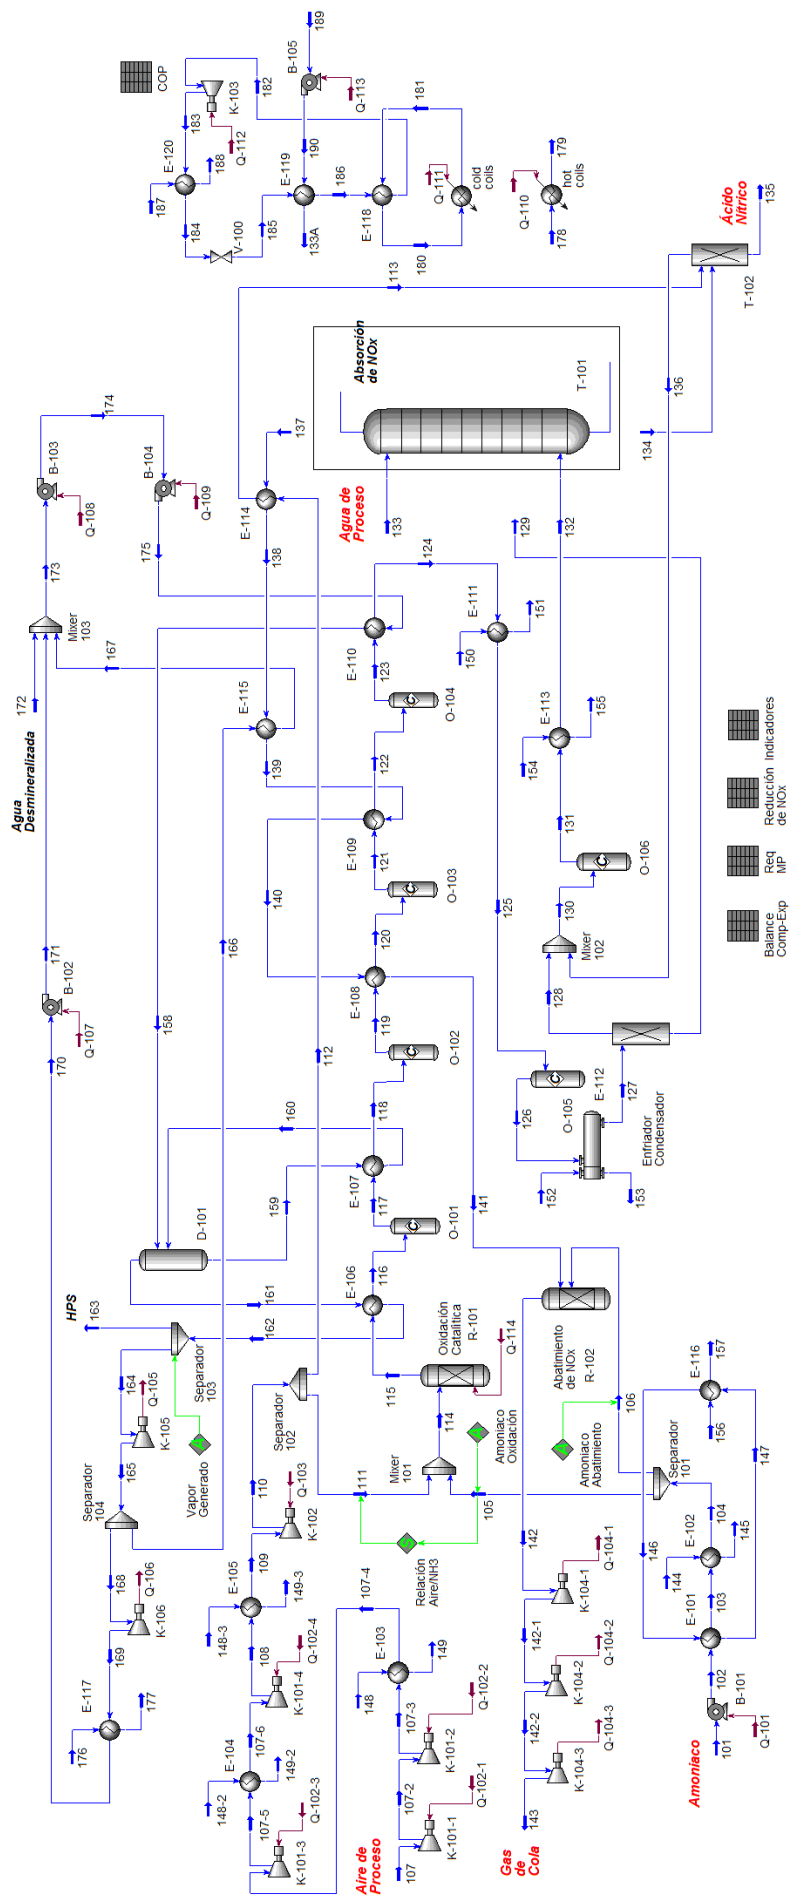 Aire de
Proceso
107
K-101-1
Q-102-1
107-2
K-101-2
Q-102-2
107-3
148
E-103
149
107-4
K-101-3
Q-102-3
107-5
148-2
E-104
149-2
107-6
K-101-4
Q-102-4
108
148-3
E-105
149-3
109
K-102
Q-103
110
Separador
102
111
112
Relación
Aire/NH3
Amoniaco
101
B-101
Q-101
102
E-101
103
144
E-102
145
104
Separador
101
105
106
146
147
156
E-116
157
Amoniaco
Abatimiento
Amoniaco
Oxidación
Mixer
101
114
Oxidación
Catalítica
R-101
Q-114
115
E-106
116
O-101
117
E-107
118
O-102
119
E-108
120
O-103
121
E-109
122
O-104
123
E-110
124
150
E-111
151
125
O-105
126
152
153
E-112
Enfriador
Condensador
127
128
129
Mixer
102
130
O-106
131
154
E-113
155
132
133
Agua de
Proceso
Absorción
de NOx
T-101
134
T-102
Ácido
Nítrico
135
136
113
137
E-114
138
E-115
139
140
141
Abatimiento
de NOx
R-102
142
K-104-1
Q-104-1
142-1
K-104-2
Q-104-2
142-2
K-104-3
Q-104-3
143
Gas
de
Cola
D-101
158
159
160
161
162
Separador
103
HPS
163
164
K-105
Q-105
Vapor
Generado
165
Separador
104
166
167
168
K-106
Q-106
169
176
E-117
177
170
B-102
Q-107
171
Agua
Desmineralizada
172
Mixer
103
173
B-103
Q-108
174
B-104
Q-109
175
COP
K-103
Q-112
182
183
187
E-120
188
184
V-100
185
189
B-105
Q-113
190
E-119
133A
186
E-118
180
181
Q-111
cold
coils
178
Q-110
hot
coils
179
Balance
Comp-Exp
Req
MP
Reducción
de NOx
Indicadores
A
A
A
S
C
C
C
C
C
C